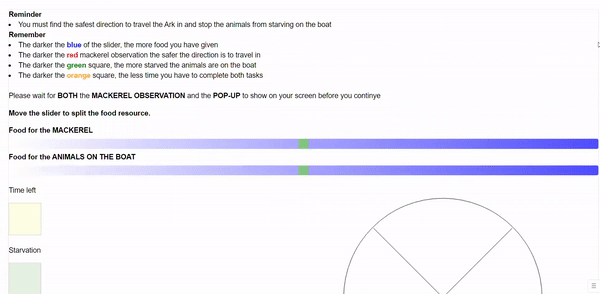 Reminder
• You must find the safest direction to travel the Ark in and stop the animals from starving on the boat
Remember
• The darker the blue of the slider, the more food you have given
• The darker the red mackerel observation the safer the direction is to travel in
• The darker the green square, the more starved the animals are on the boat
• The darker the orange square, the less time you have to complete both tasks
Please wait for BOTH the MACKEREL OBSERVATION and the POP-UP to show on your screen before you continye
Move the slider to split the food resource.
Food for the MACKEREL
Food for the ANIMALS ON THE BOAT
Time left
Starvation